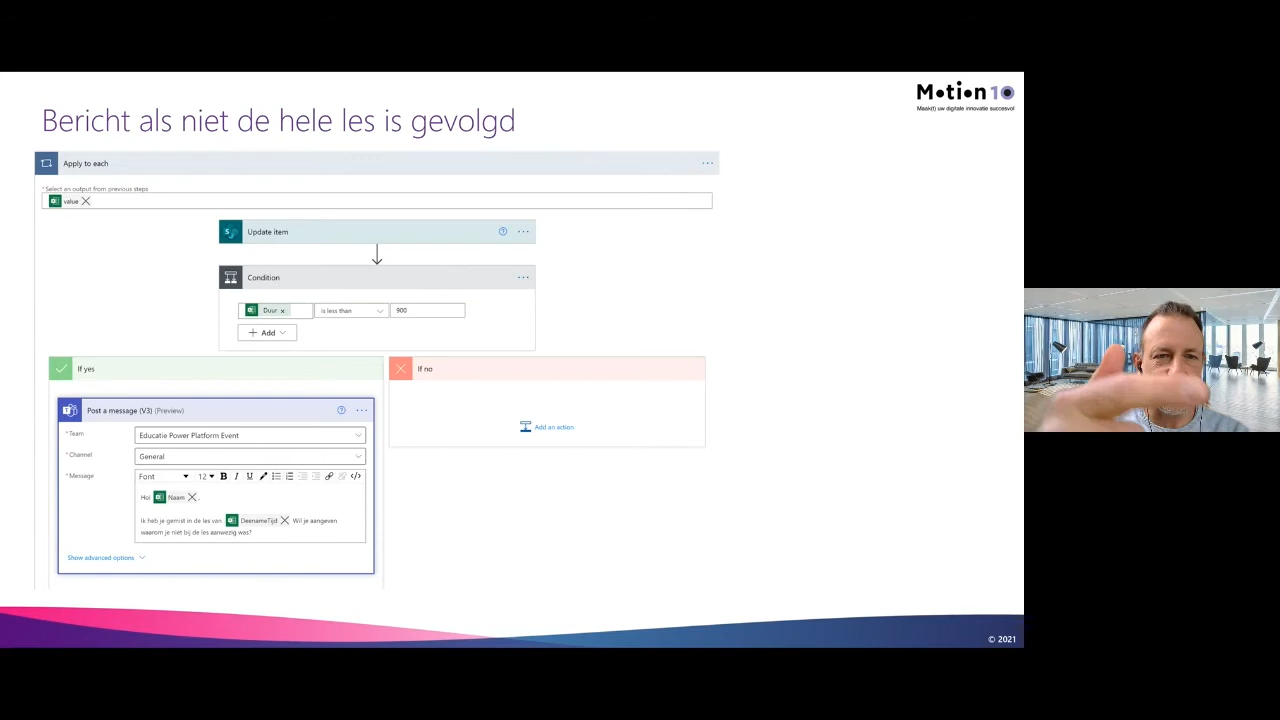 Motion10
Maak(t) uw digitale innovatie succesvol
Bericht als niet de hele les is gevolgd
Apply to each
* Select an output from previous steps
value
Update item
Condition
Duur
is less than
900
Add
If yes
If no
Post a message (V3) (Preview)
Add an action
* Team
Educatie Power Platform Event
* Channel
General
* Message
Font
12
B I U
Hoi Naam ,
Ik heb je gemist in de les van DeenameTijd Wil je aangeven
waarom je niet bij de les aanwezig was?
Show advanced options
© 2021